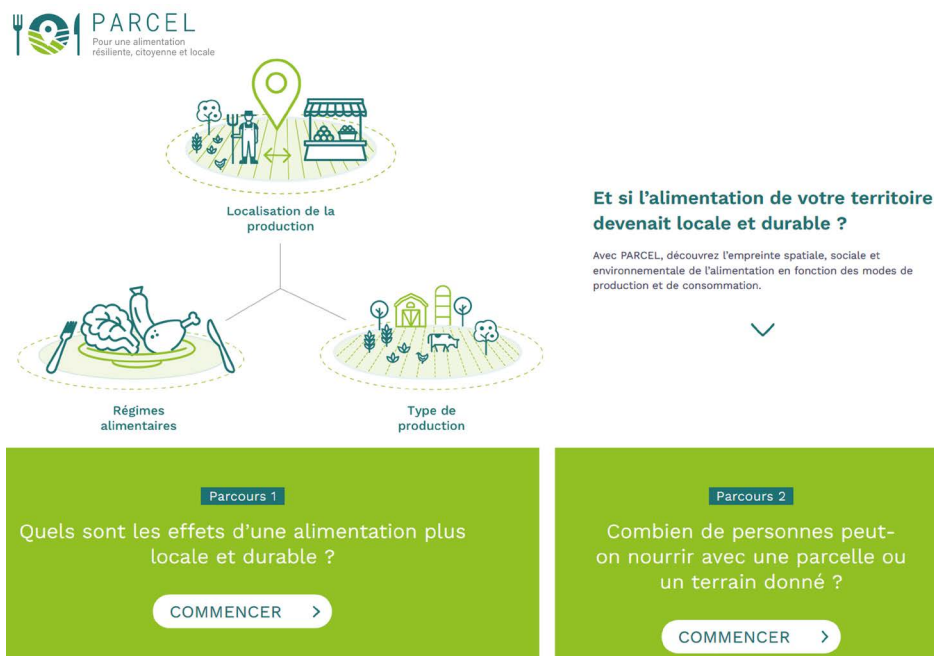 PARCEL
Pour une alimentation
résiliente, citoyenne et locale
Localisation de la
production
Régimes
alimentaires
Type de
production
Et si l’alimentation de votre territoire
devenait locale et durable ?
Avec PARCEL, découvrez l’empreinte spatiale, sociale et
environnementale de l’alimentation en fonction des modes de
production et de consommation.
Parcours 1
Quels sont les effets d’une alimentation plus
locale et durable ?
COMMENCER
Parcours 2
Combien de personnes peut-
on nourrir avec une parcelle ou
un terrain donné ?
COMMENCER